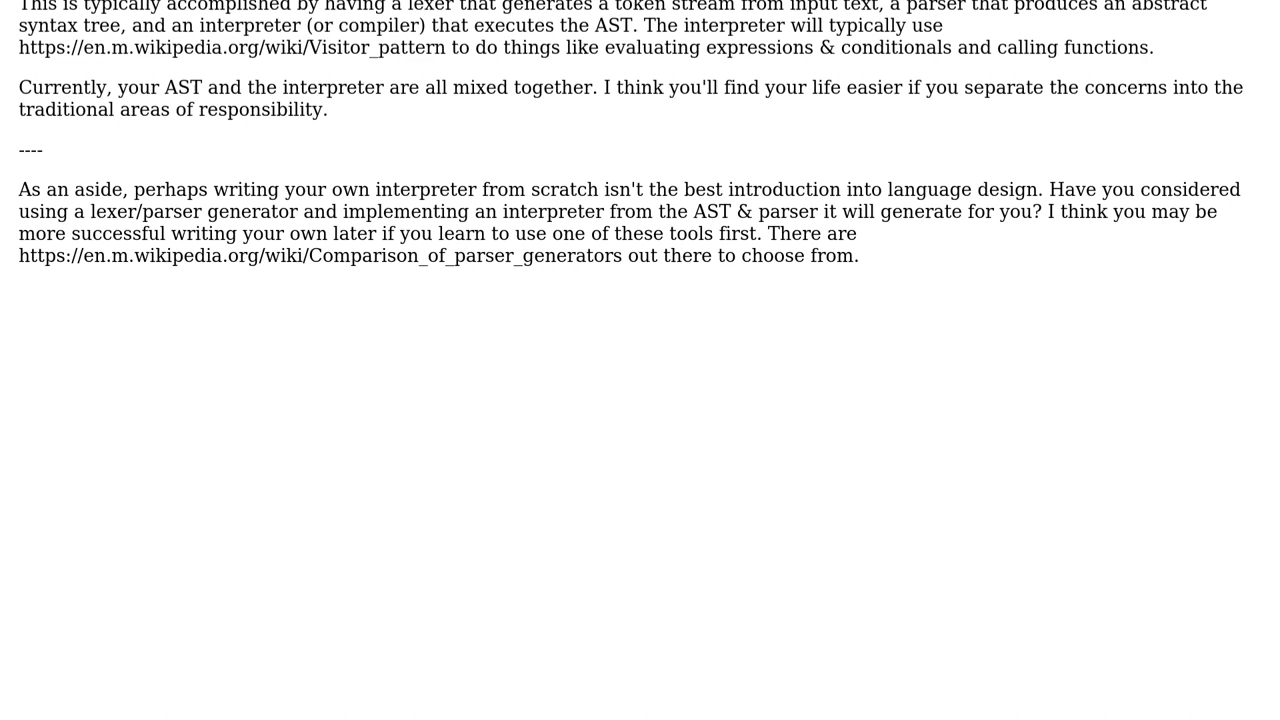 This is typically accomplished by having a lexer that generates a token stream from input text, a parser that produces an abstract
syntax tree, and an interpreter (or compiler) that executes the AST. The interpreter will typically use
https://en.m.wikipedia.org/wiki/Visitor_pattern to do things like evaluating expressions & conditionals and calling functions.
Currently, your AST and the interpreter are all mixed together. I think you'll find your life easier if you separate the concerns into the
traditional areas of responsibility.
----
As an aside, perhaps writing your own interpreter from scratch isn't the best introduction into language design. Have you considered
using a lexer/parser generator and implementing an interpreter from the AST & parser it will generate for you? I think you may be
more successful writing your own later if you learn to use one of these tools first. There are
https://en.m.wikipedia.org/wiki/Comparison_of_parser_generators out there to choose from.